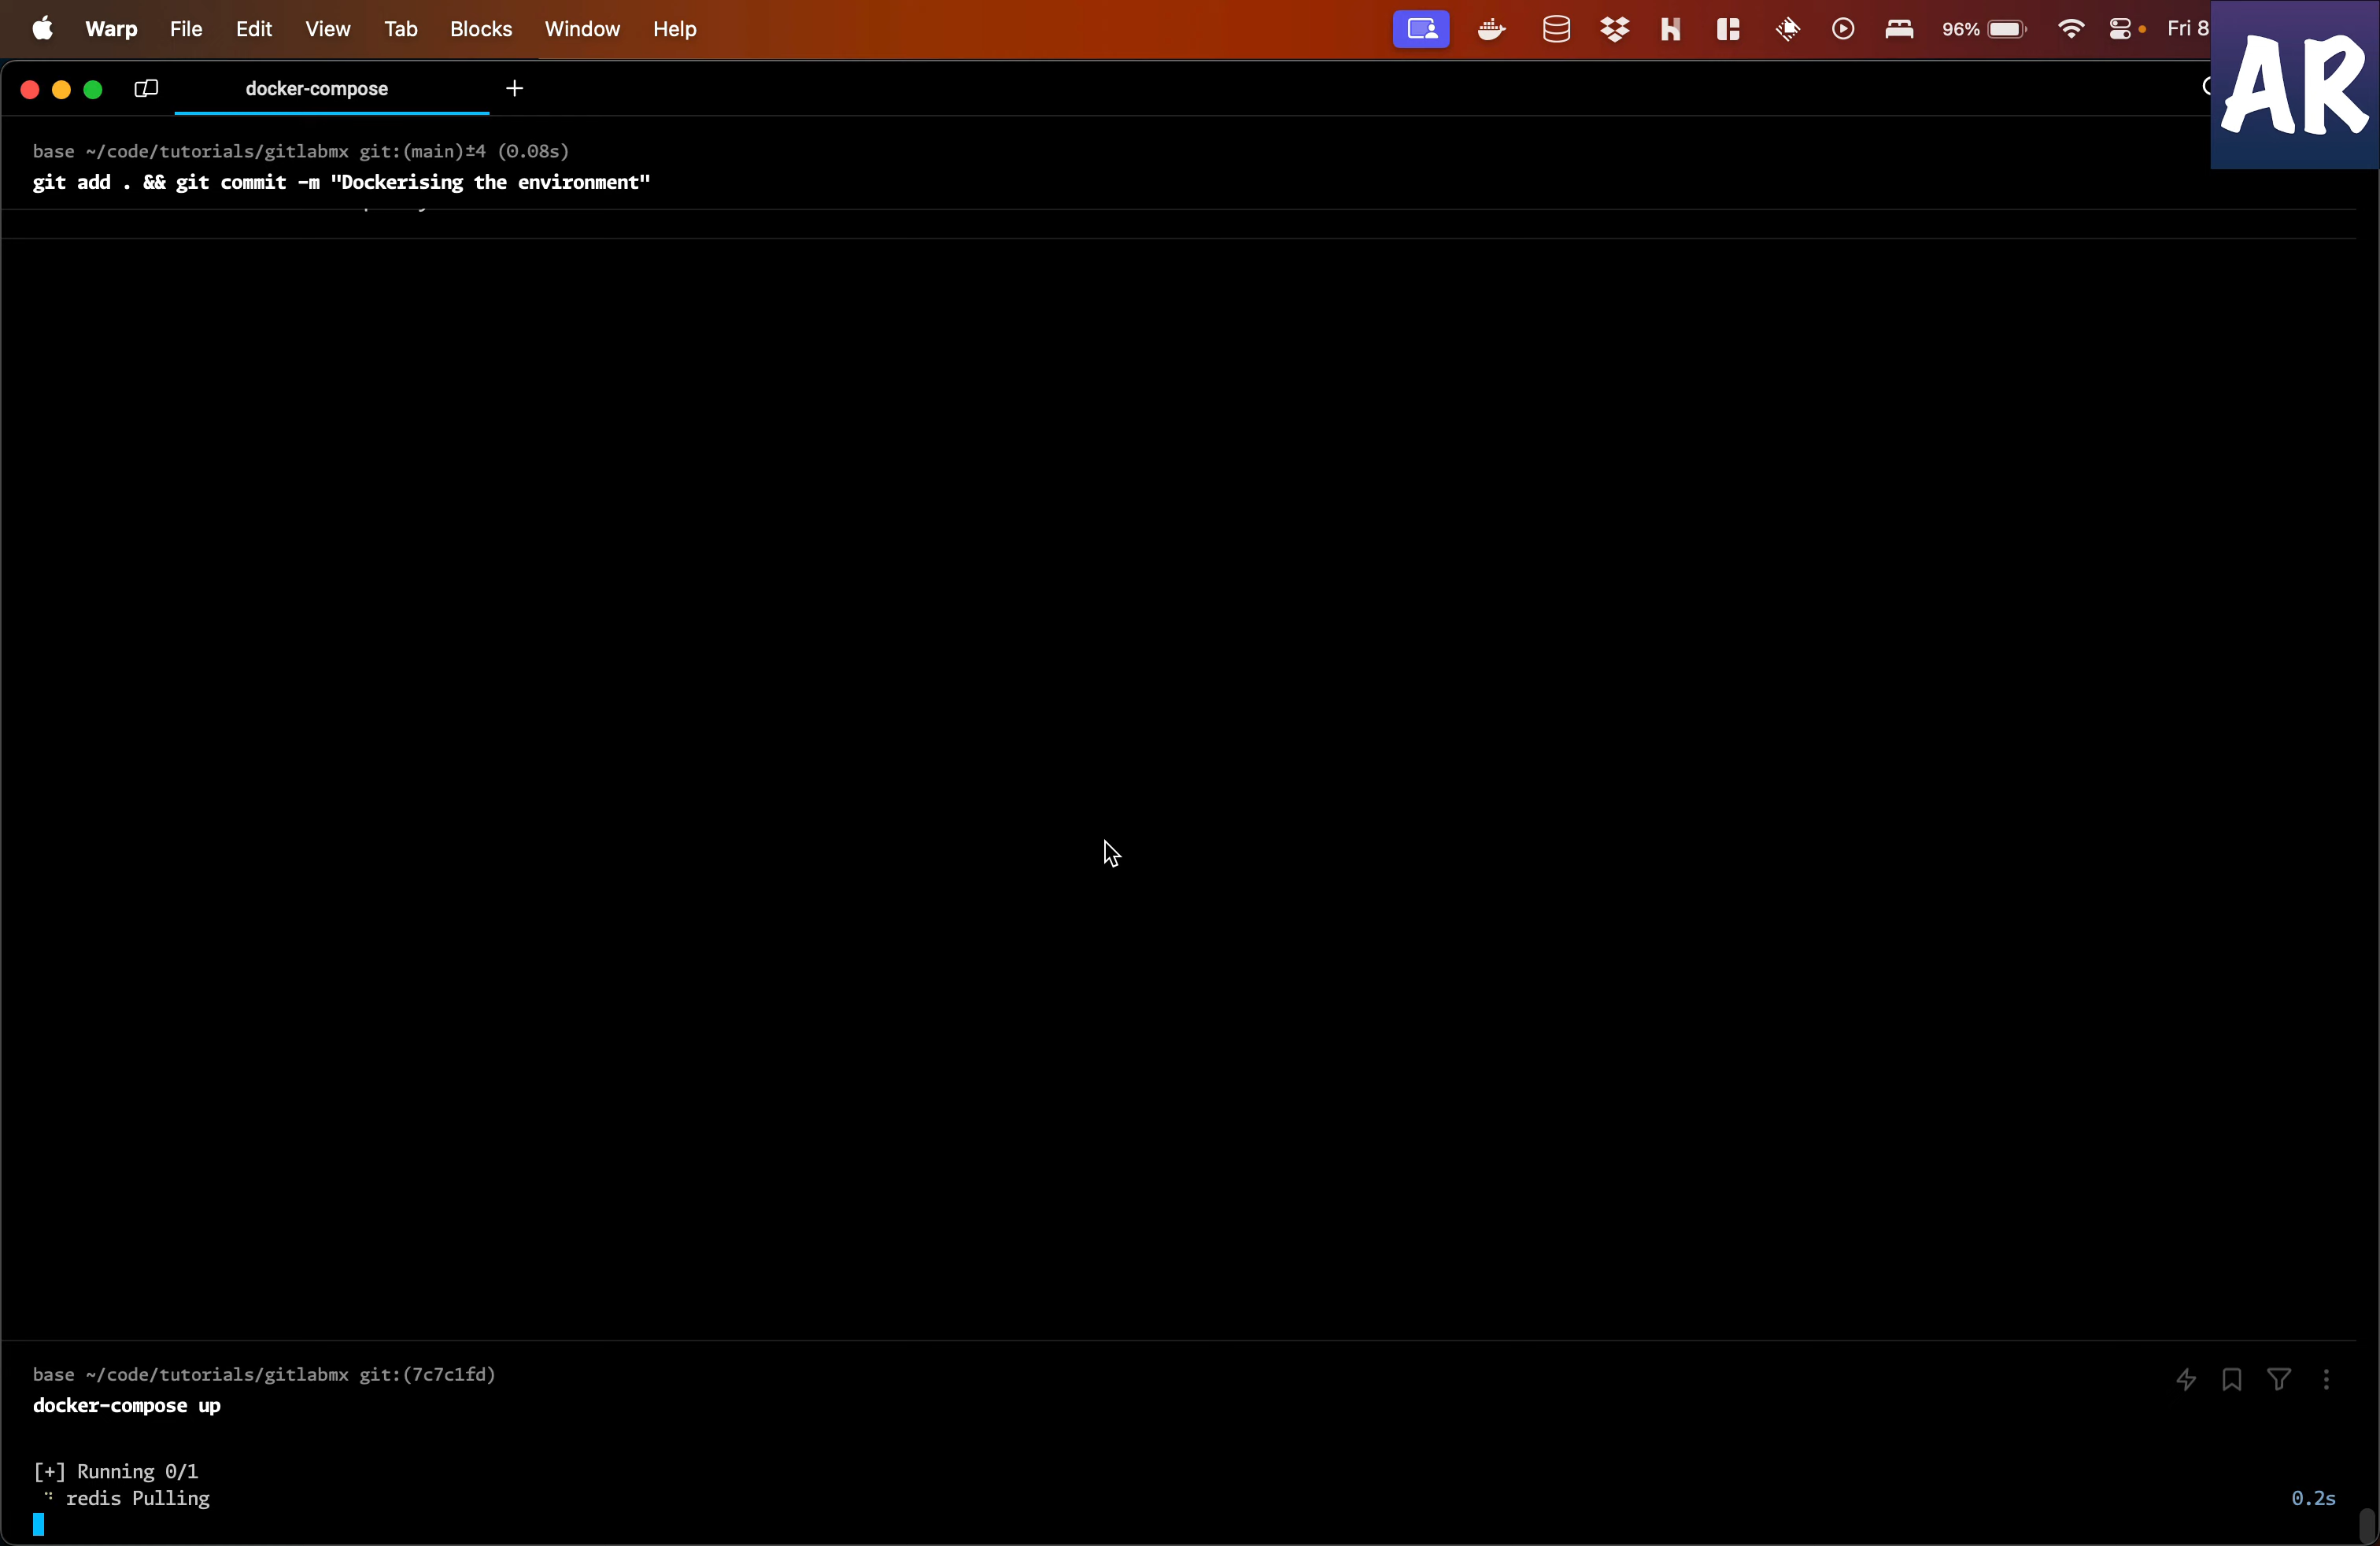 Warp File Edit View Tab Blocks Window Help 96% Fri 8
AR
docker-compose
base ~/code/tutorials/gitlabmx git:(main)±4 (0.08s)
git add . && git commit -m "Dockerising the environment"
base ~/code/tutorials/gitlabmx git:(7c7c1fd)
docker-compose up
[+] Running 0/1
redis Pulling 0.2s